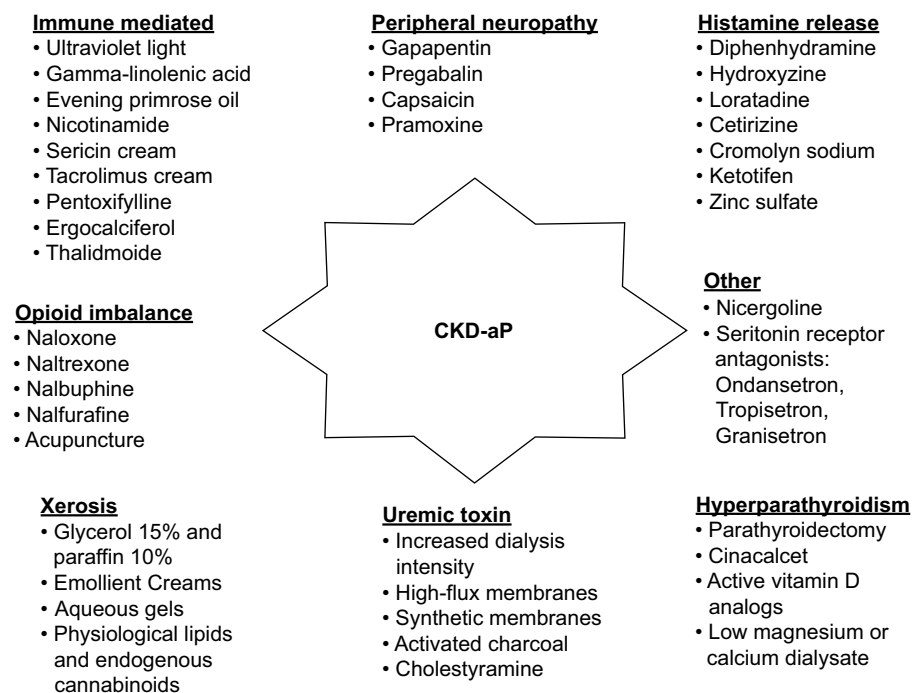 Immune mediated
• Ultraviolet light
• Gamma-linolenic acid
• Evening primrose oil
• Nicotinamide
• Sericin cream
• Tacrolimus cream
• Pentoxifylline
• Ergocalciferol
• Thalidmoide
Peripheral neuropathy
• Gapapentin
• Pregabalin
• Capsaicin
• Pramoxine
Histamine release
• Diphenhydramine
• Hydroxyzine
• Loratadine
• Cetirizine
• Cromolyn sodium
• Ketotifen
• Zinc sulfate
Opioid imbalance
• Naloxone
• Naltrexone
• Nalbuphine
• Nalfurafine
• Acupuncture
CKD-aP
Other
• Nicergoline
• Seritonin receptor
antagonists:
Ondansetron,
Tropisetron,
Granisetron
Xerosis
• Glycerol 15% and
paraffin 10%
• Emollient Creams
• Aqueous gels
• Physiological lipids
and endogenous
cannabinoids
Uremic toxin
• Increased dialysis
intensity
• High-flux membranes
• Synthetic membranes
• Activated charcoal
• Cholestyramine
Hyperparathyroidism
• Parathyroidectomy
• Cinacalcet
• Active vitamin D
analogs
• Low magnesium or
calcium dialysate